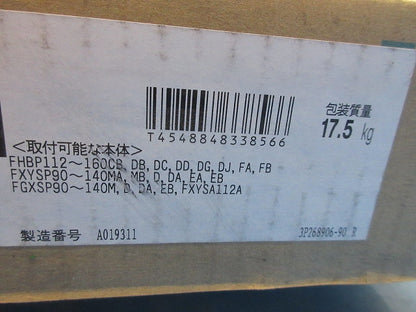 T4548848338566
包装質量
17.5 kg
<取付可能な本体>
FHBP112～160CB, DB, DC, DD, DG, DJ, FA, FB
FXYSP90～140MA, MB, D, DA, EA, EB
FGXSP90～140M, D, DA, EB, FXYSA112A
製造番号 A019311
3P268906-90 R